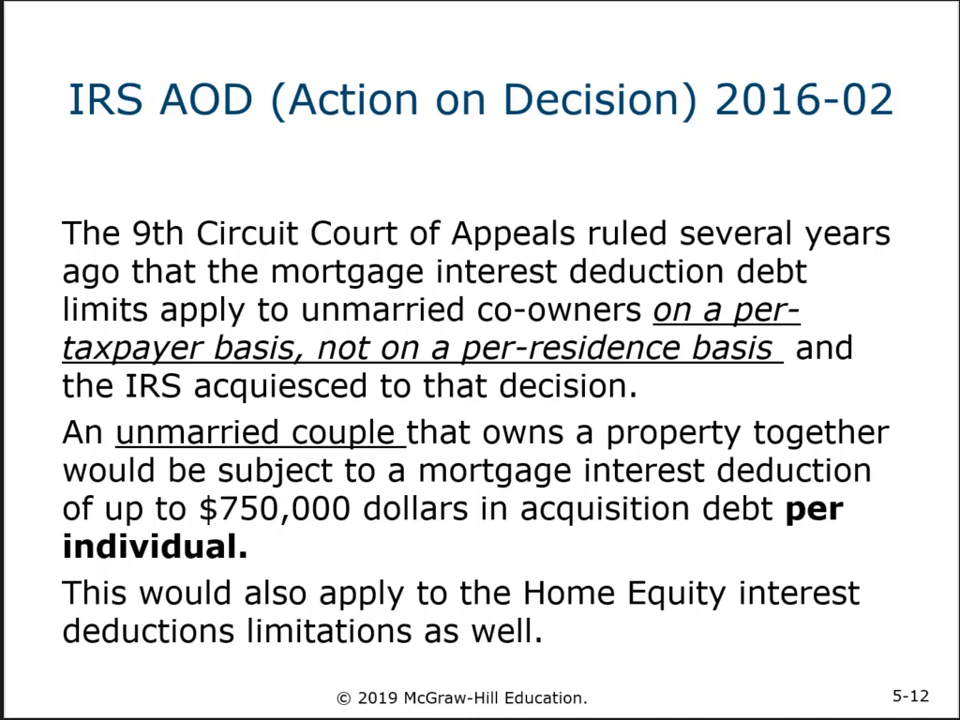 IRS AOD (Action on Decision) 2016-02
The 9th Circuit Court of Appeals ruled several years
ago that the mortgage interest deduction debt
limits apply to unmarried co-owners on a per-
taxpayer basis, not on a per-residence basis and
the IRS acquiesced to that decision.
An unmarried couple that owns a property together
would be subject to a mortgage interest deduction
of up to $750,000 dollars in acquisition debt per
individual.
This would also apply to the Home Equity interest
deductions limitations as well.
© 2019 McGraw-Hill Education.
5-12